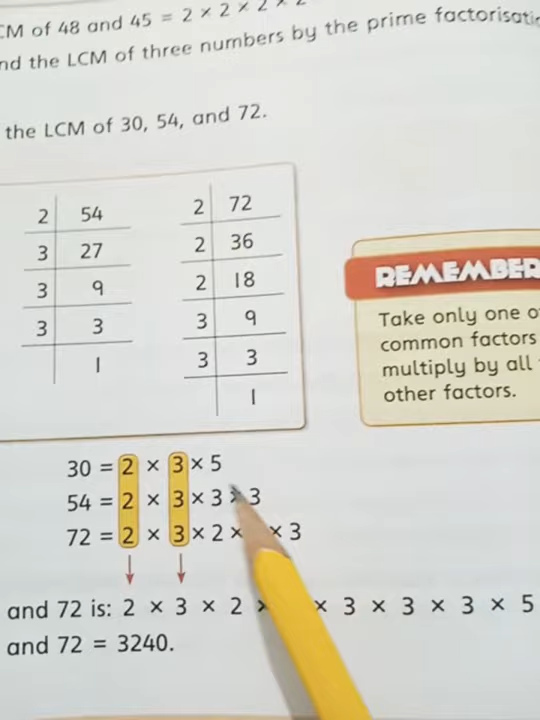 CM of 48 and 45 = 2 × 2 × 2 × 2
nd the LCM of three numbers by the prime
the LCM of 30, 54, and 72.
2 54
3 27
3 9
3 3
1
2 72
2 36
2 18
3 9
3 3
1
REMEMBER
Take only one
common factors
multiply by all
other factors.
30 = 2 × 3 × 5
54 = 2 × 3 × 3 × 3
72 = 2 × 3 × 2 × × 3
and 72 is: 2 × 3 × 2 × × 3 × 3 × 3 × 5
and 72 = 3240.